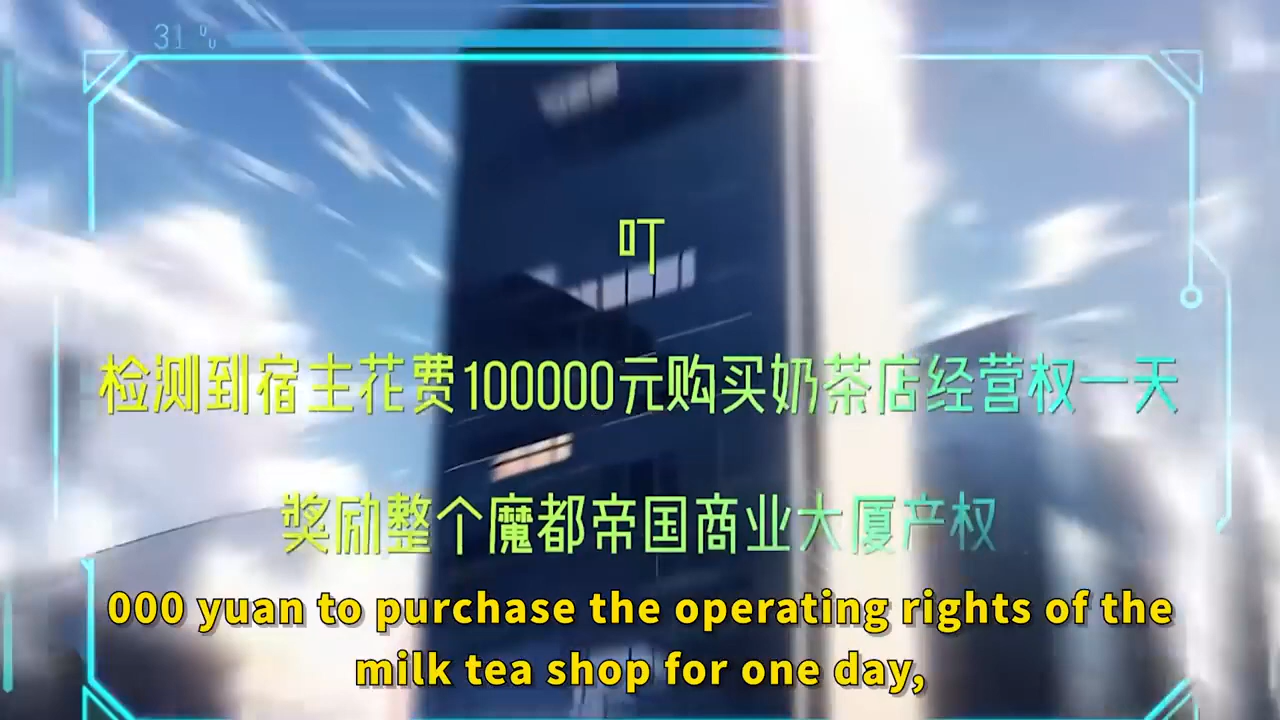 31 %
叮
检测到宿主花费100000元购买奶茶店经营权一天
奖励整个魔都帝国商业大厦产权
000 yuan to purchase the operating rights of the
milk tea shop for one day,